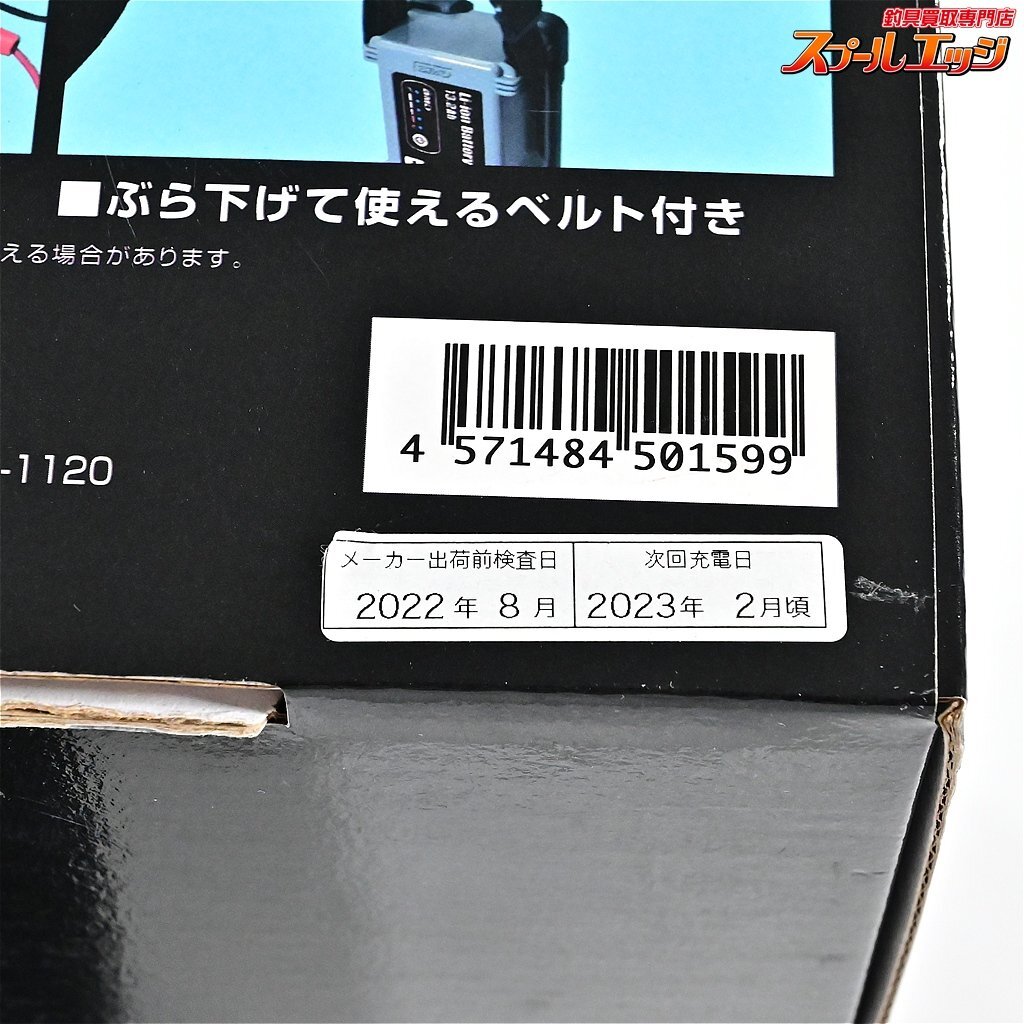 釣具買取専門店
スプールエッジ
Li-ion Battery
13.2Ah
■ぶら下げて使えるベルト付き
える場合があります。
4 571484 501599
-1120
メーカー出荷前検査日 次回充電日
2022年 8月 2023年 2月頃